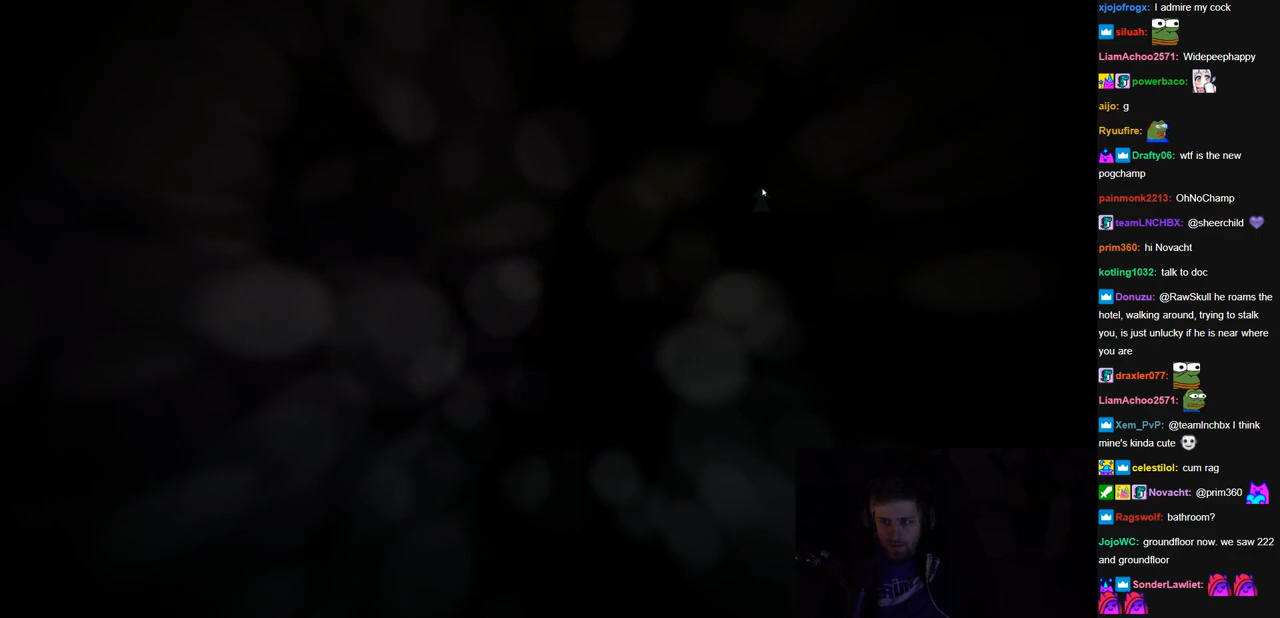 xjojofrogx: I admire my cock
siluah:
LiamAchoo2571: Widepeephappy
powerbaco:
aijo: g
Ryuufire:
Drafty06: wtf is the new
pogchamp
painmonk2213: OhNoChamp
teamLNCHBX: @sheerchild
prim360: hi Novacht
kotling1032: talk to doc
Donuzu: @RawSkull he roams the
hotel, walking around, trying to stalk
you, is just unlucky if he is near where
you are
draxler077:
LiamAchoo2571:
Xem_PvP: @teamlnchbx I think
mine's kinda cute
celestilol: cum rag
Novacht: @prim360
Ragswolf: bathroom?
JojoWC: groundfloor now. we saw 222
and groundfloor
SonderLawliet: